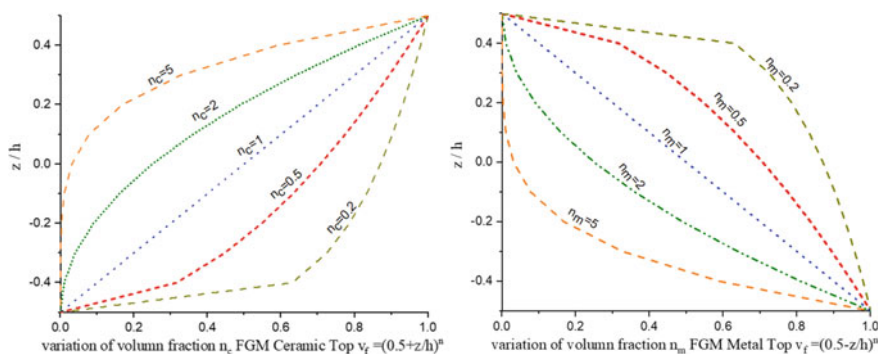 0.4
0.2
0.0
-0.2
-0.4
z / h
n_c=5
n_c=2
n_c=1
n_c=0.5
n_c=0.2
0.0 0.2 0.4 0.6 0.8 1.0
variation of volumn fraction n_c FGM Ceramic Top v_f =(0.5+z/h)^n
0.4
0.2
0.0
-0.2
-0.4
z / h
n_m=0.2
n_m=0.5
n_m=1
n_m=2
n_m=5
0.0 0.2 0.4 0.6 0.8 1.0
variation of volumn fraction n_m FGM Metal Top v_f =(0.5-z/h)^n